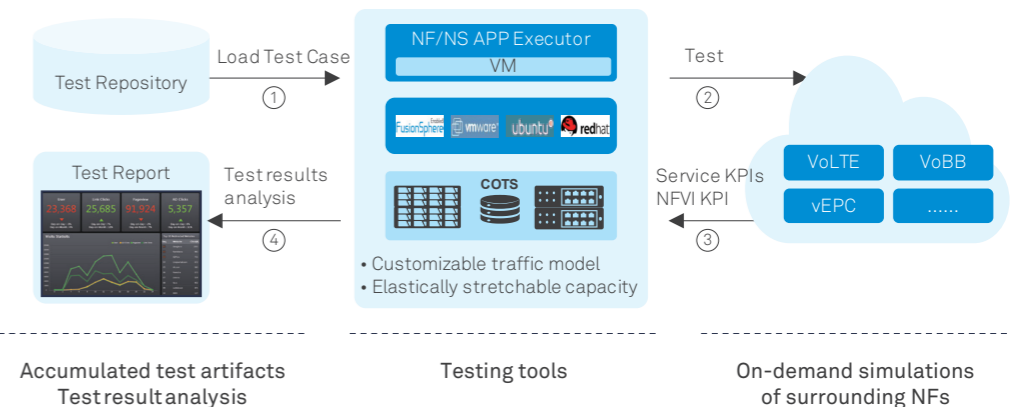 Test Repository
Load Test Case
①
NF/NS APP Executor
VM
Enabled
FusionSphere
vmware
ubuntu
redhat
COTS
• Customizable traffic model
• Elastically stretchable capacity
Test
②
VoLTE
VoBB
vEPC
......
Service KPIs
NFVI KPI
③
Test results
analysis
④
Test Report
23,368
25,685
91,924
5,357
Accumulated test artifacts
Test result analysis
Testing tools
On-demand simulations
of surrounding NFs